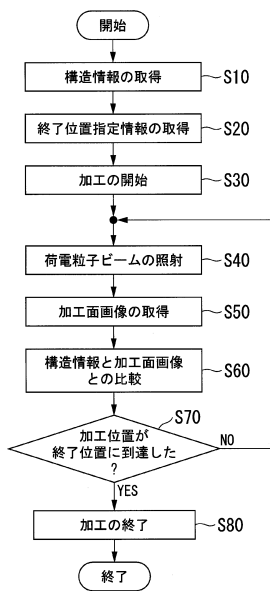 開始
構造情報の取得 S10
終了位置指定情報の取得 S20
加工の開始 S30
荷電粒子ビームの照射 S40
加工面画像の取得 S50
構造情報と加工面画像
との比較 S60
S70
加工位置が
終了位置に到達した
?
NO
YES
加工の終了 S80
終了